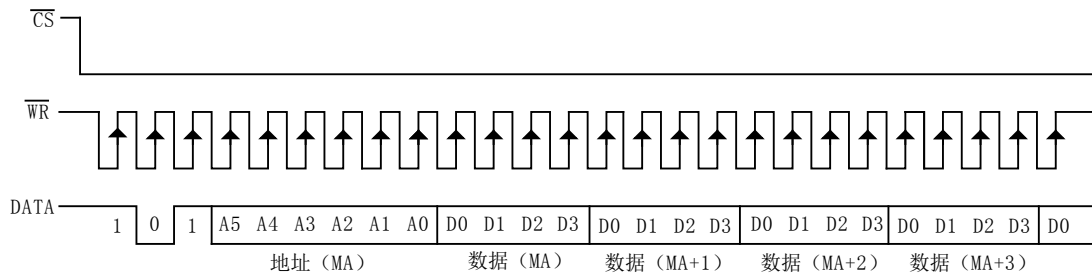 CS
WR
DATA
1 0 1 A5 A4 A3 A2 A1 A0 D0 D1 D2 D3 D0 D1 D2 D3 D0 D1 D2 D3 D0 D1 D2 D3 D0
地址（MA） 数据（MA） 数据（MA+1） 数据（MA+2） 数据（MA+3）